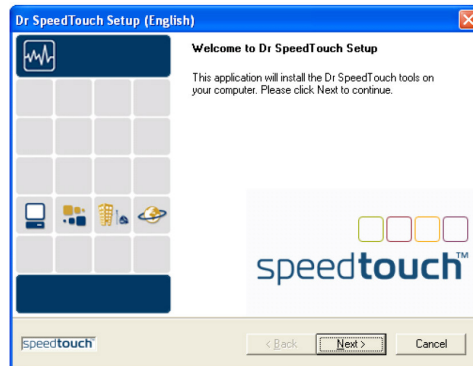 Dr SpeedTouch Setup (English)
Welcome to Dr SpeedTouch Setup
This application will install the Dr SpeedTouch tools on
your computer. Please click Next to continue.
speedtouch™
speedtouch™
< Back
Next >
Cancel